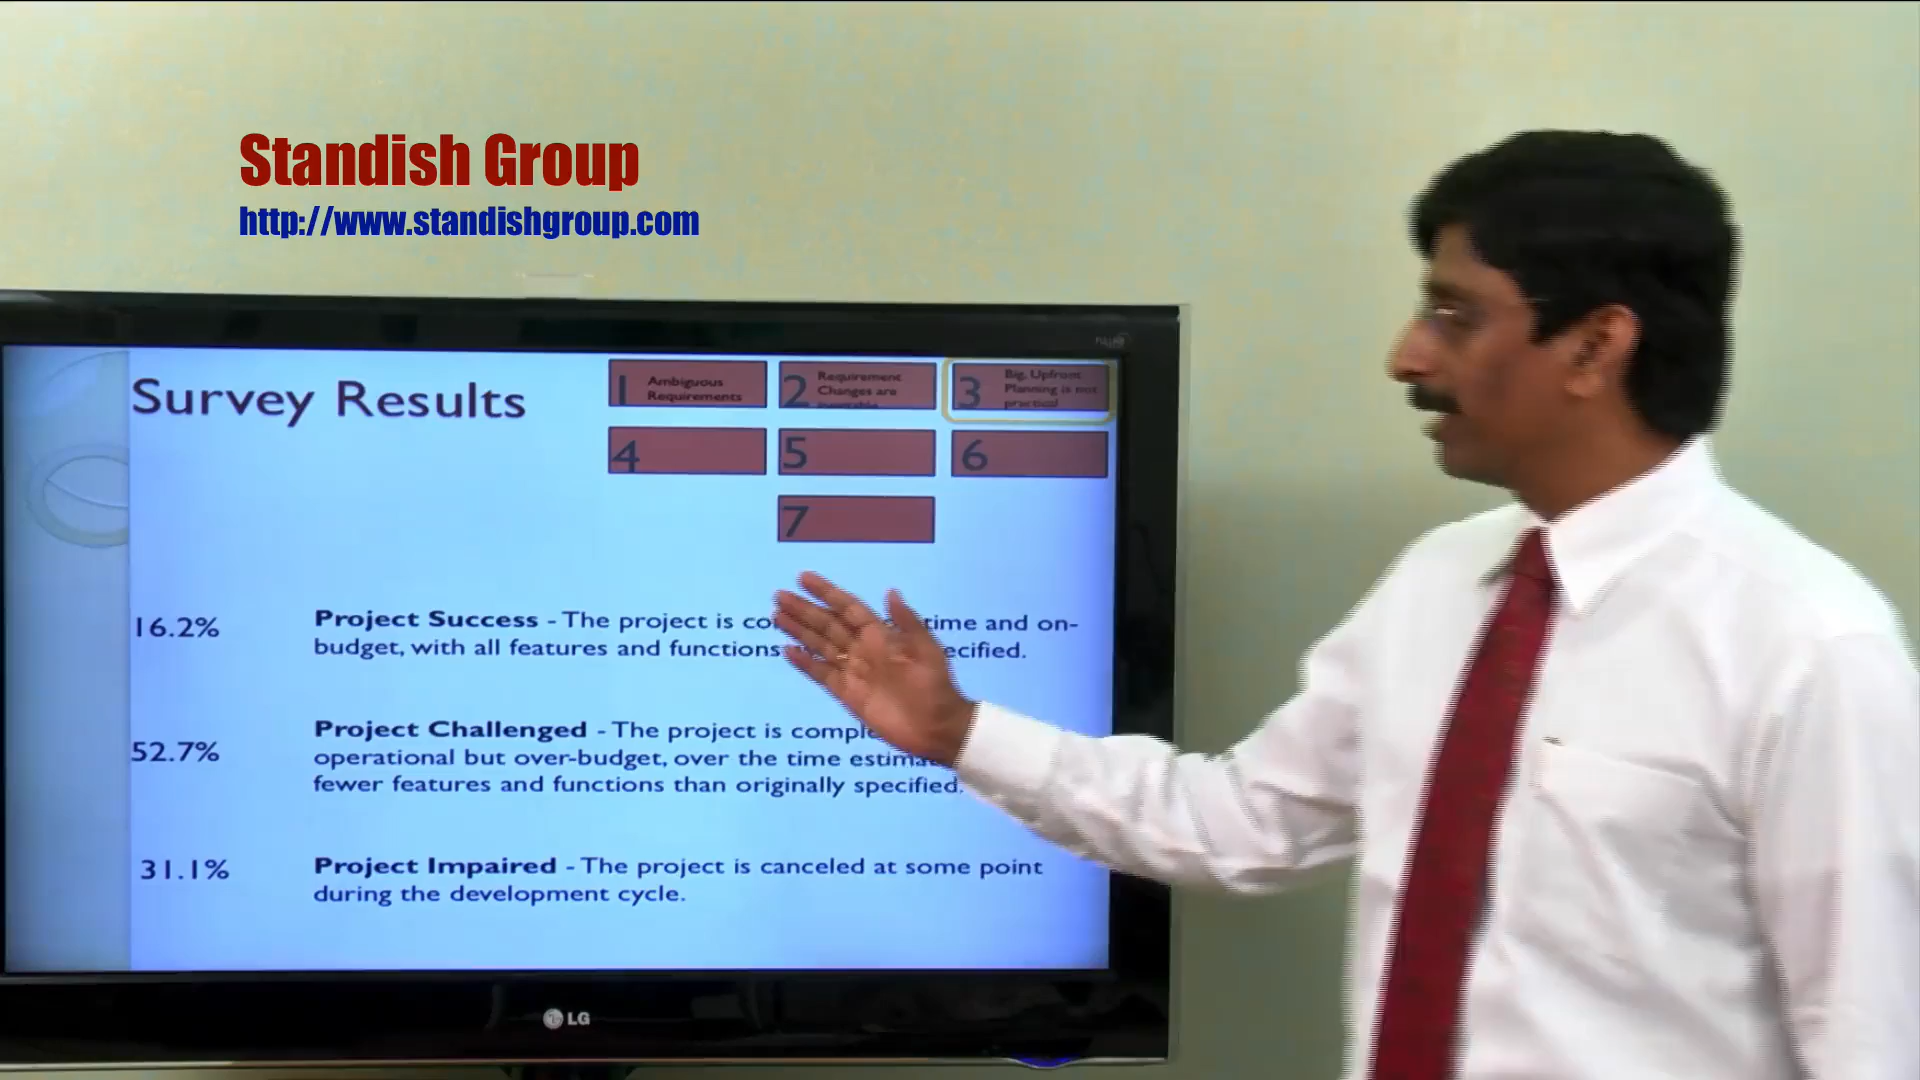 Standish Group
http://www.standishgroup.com
Survey Results
1 Ambiguous
Requirements
2 Requirement
Changes are
3 Big, Upfront
Planning is not
practical
4
5
6
7
16.2%
Project Success - The project is time and on-
budget, with all features and functions
52.7%
Project Challenged - The project is
operational but over-budget, over the time
fewer features and functions than originally specified.
31.1%
Project Impaired - The project is canceled at some point
during the development cycle.
LG